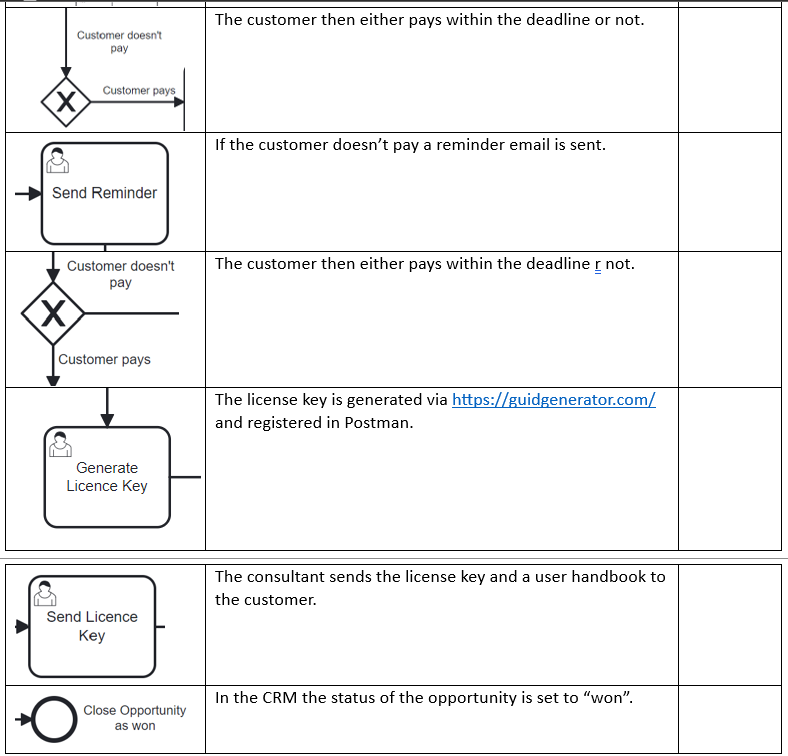 Customer doesn't
pay
Customer pays
X
The customer then either pays within the deadline or not.
Send Reminder
If the customer doesn’t pay a reminder email is sent.
Customer doesn't
pay
X
Customer pays
The customer then either pays within the deadline r not.
Generate
Licence Key
The license key is generated via https://guidgenerator.com/
and registered in Postman.
Send Licence
Key
The consultant sends the license key and a user handbook to
the customer.
Close Opportunity
as won
In the CRM the status of the opportunity is set to “won”.